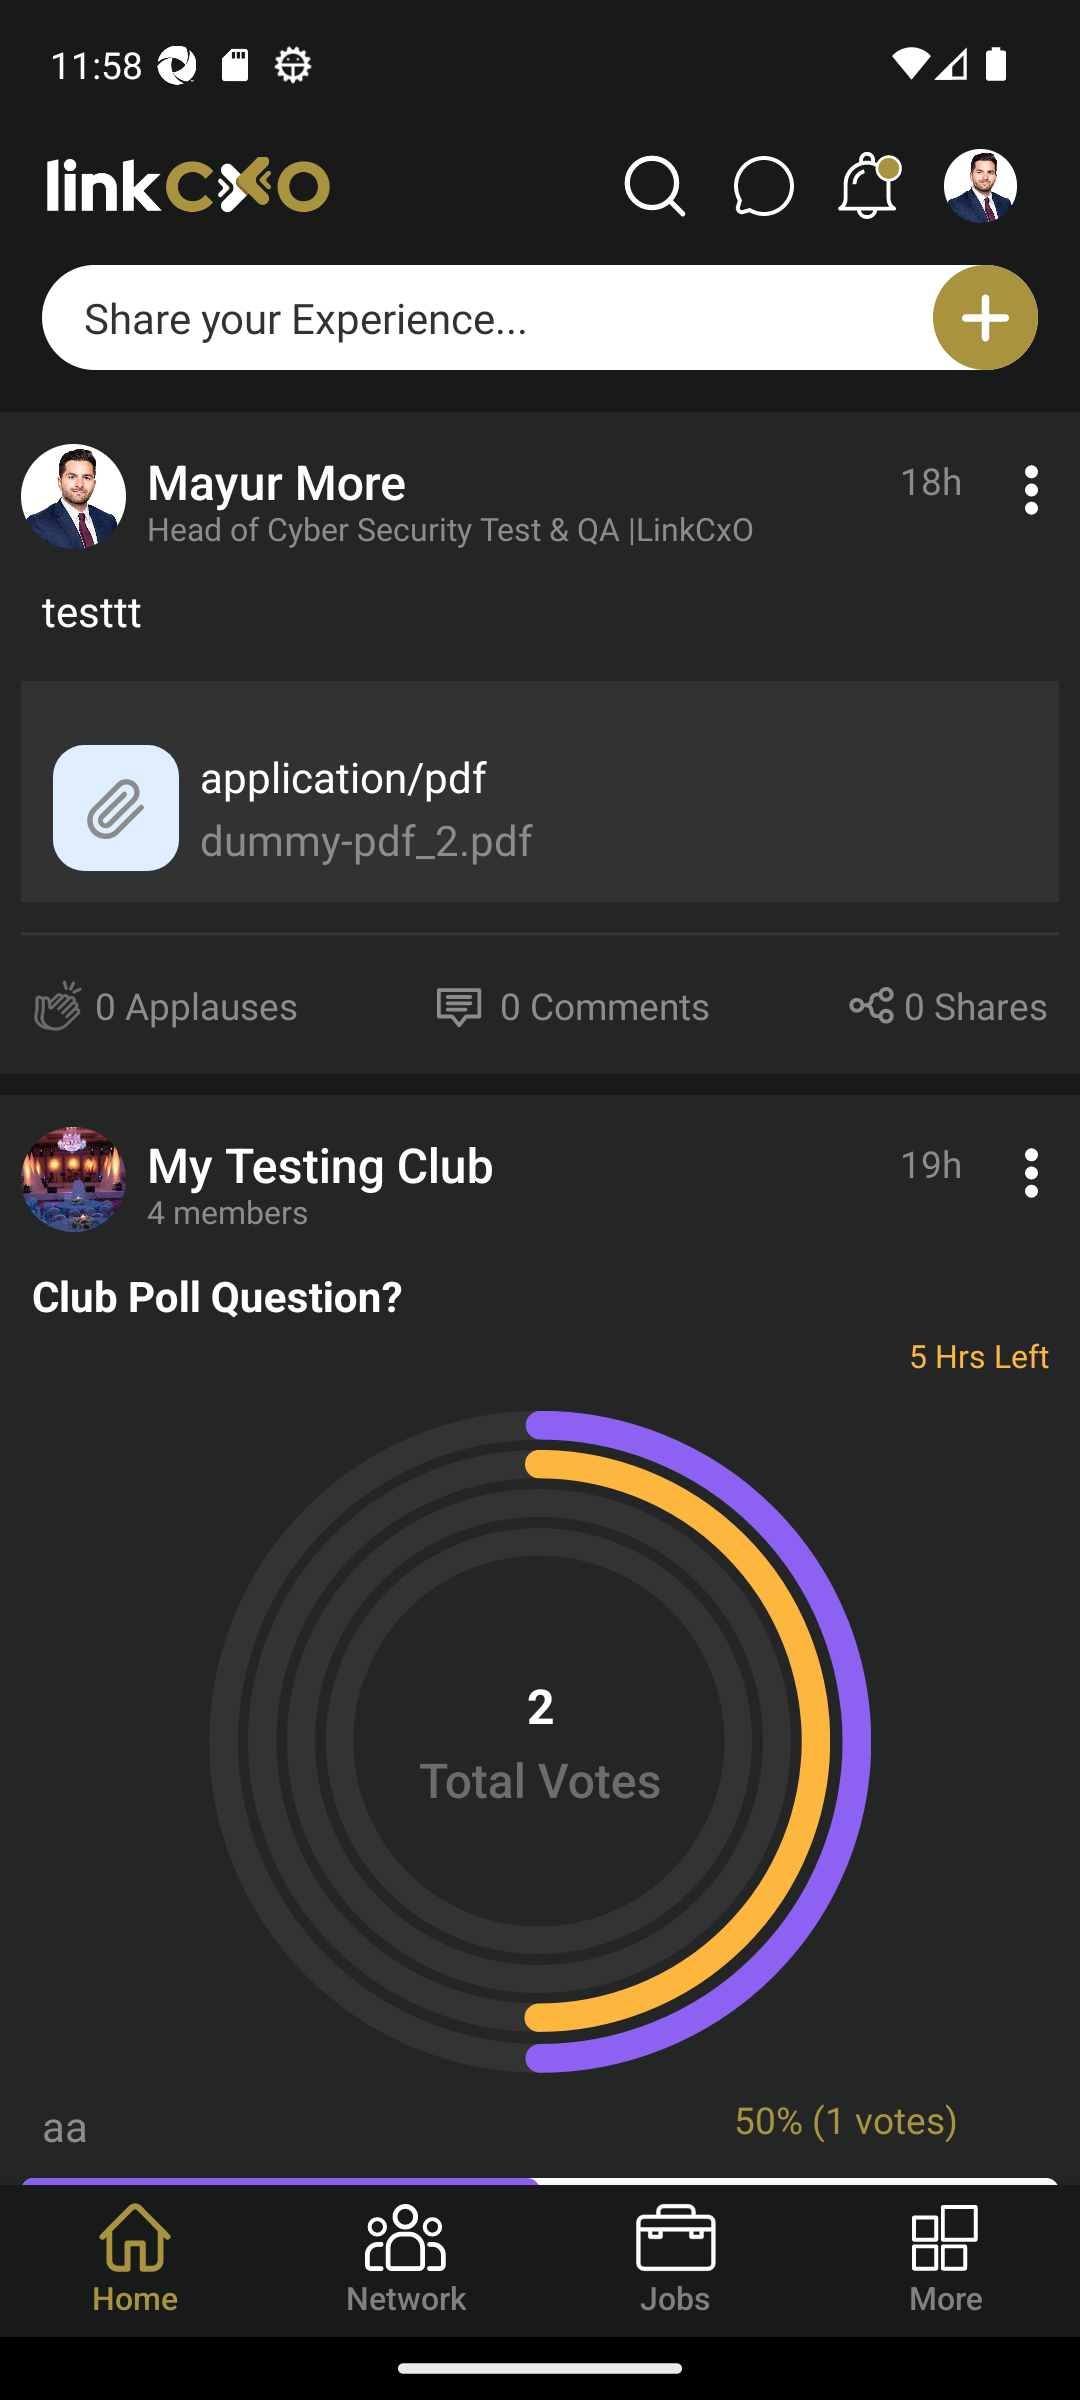 11:58
linkCXO
Share your Experience...
Mayur More
18h
Head of Cyber Security Test & QA |LinkCxO
testtt
application/pdf
dummy-pdf_2.pdf
0 Applauses
0 Comments
0 Shares
My Testing Club
19h
4 members
Club Poll Question?
5 Hrs Left
2
Total Votes
aa
50% (1 votes)
Home
Network
Jobs
More